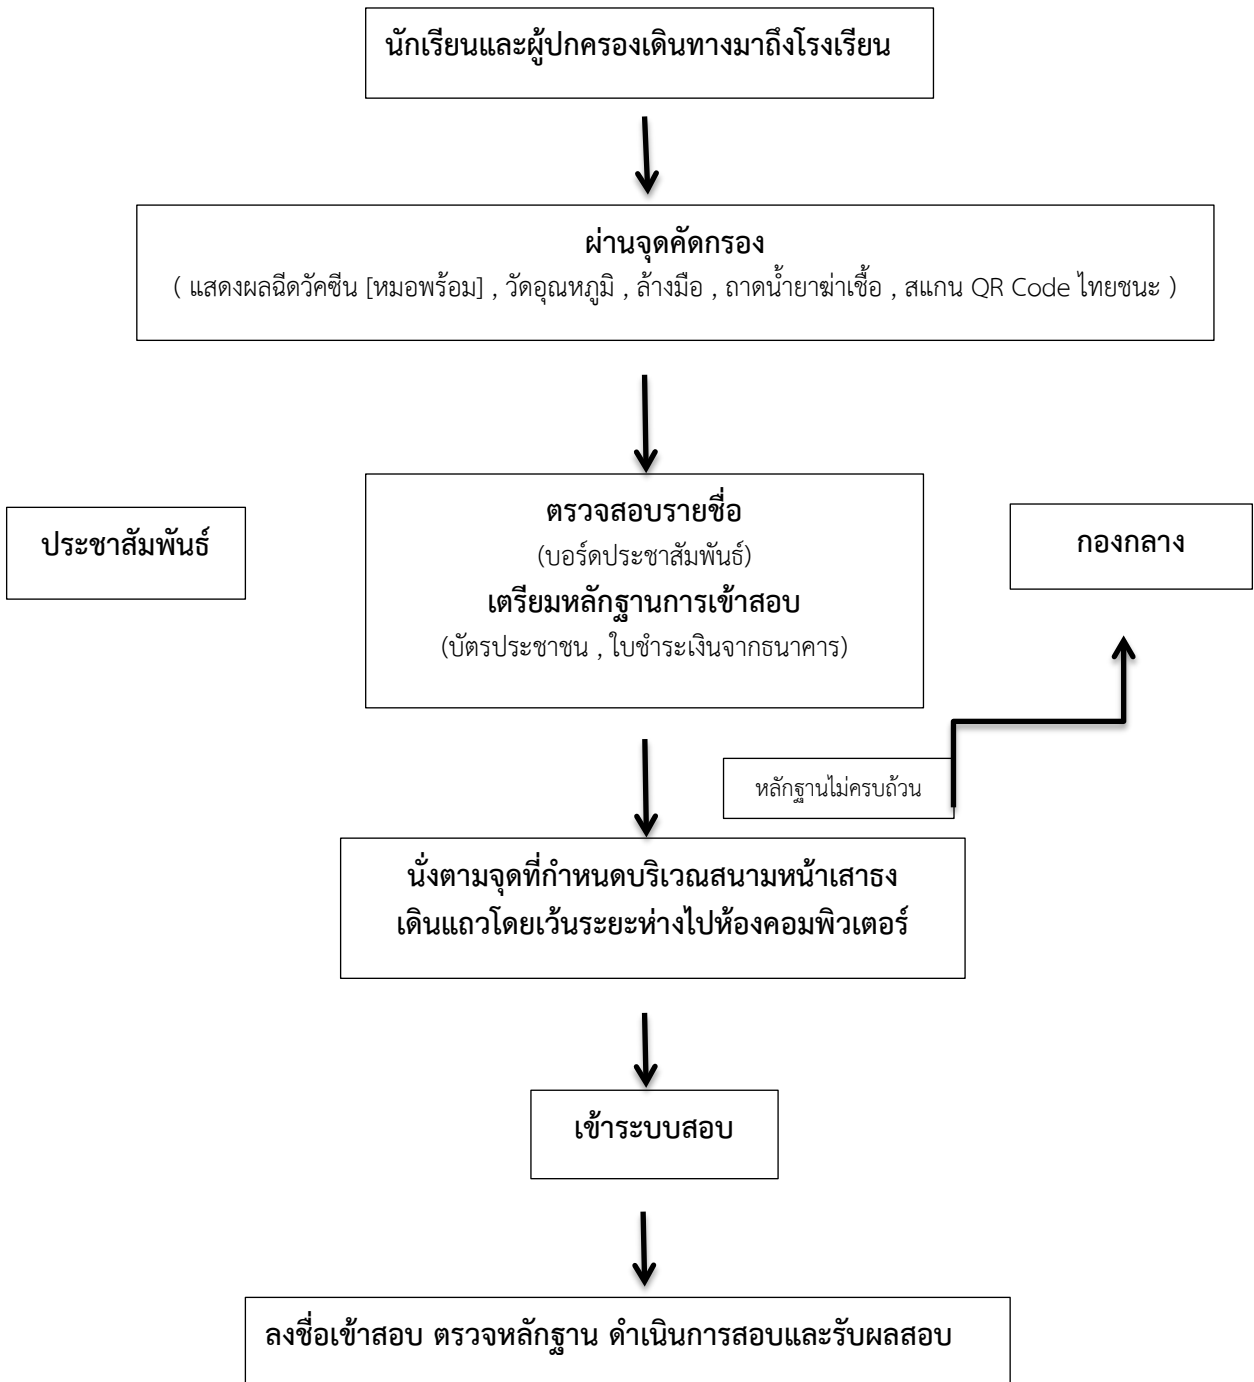 นักเรียนและผู้ปกครองเดินทางมาถึงโรงเรียน
ผ่านจุดคัดกรอง
( แสดงผลฉีดวัคซีน [หมอพร้อม] , วัดอุณหภูมิ , ล้างมือ , ถาดน้ำยาฆ่าเชื้อ , สแกน QR Code ไทยชนะ )
ประชาสัมพันธ์
ตรวจสอบรายชื่อ
(บอร์ดประชาสัมพันธ์)
เตรียมหลักฐานการเข้าสอบ
(บัตรประชาชน , ใบชำระเงินจากธนาคาร)
กองกลาง
หลักฐานไม่ครบถ้วน
นั่งตามจุดที่กำหนดบริเวณสนามหน้าเสาธง
เดินแถวโดยเว้นระยะห่างไปห้องคอมพิวเตอร์
เข้าระบบสอบ
ลงชื่อเข้าสอบ ตรวจหลักฐาน ดำเนินการสอบและรับผลสอบ